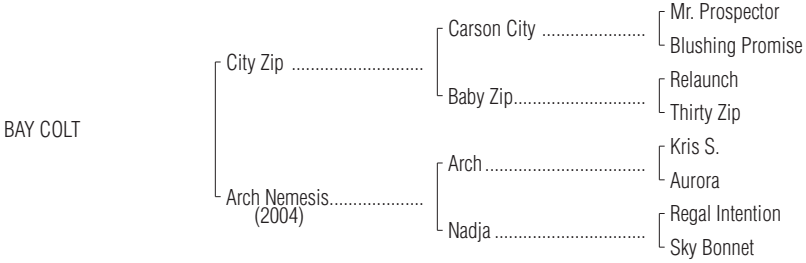 Mr. Prospector
Carson City ......................
Blushing Promise
City Zip ............................
Relaunch
Baby Zip............................
Thirty Zip
BAY COLT
Kris S.
Arch..................................
Aurora
Arch Nemesis....................
(2004)
Regal Intention
Nadja ................................
Sky Bonnet